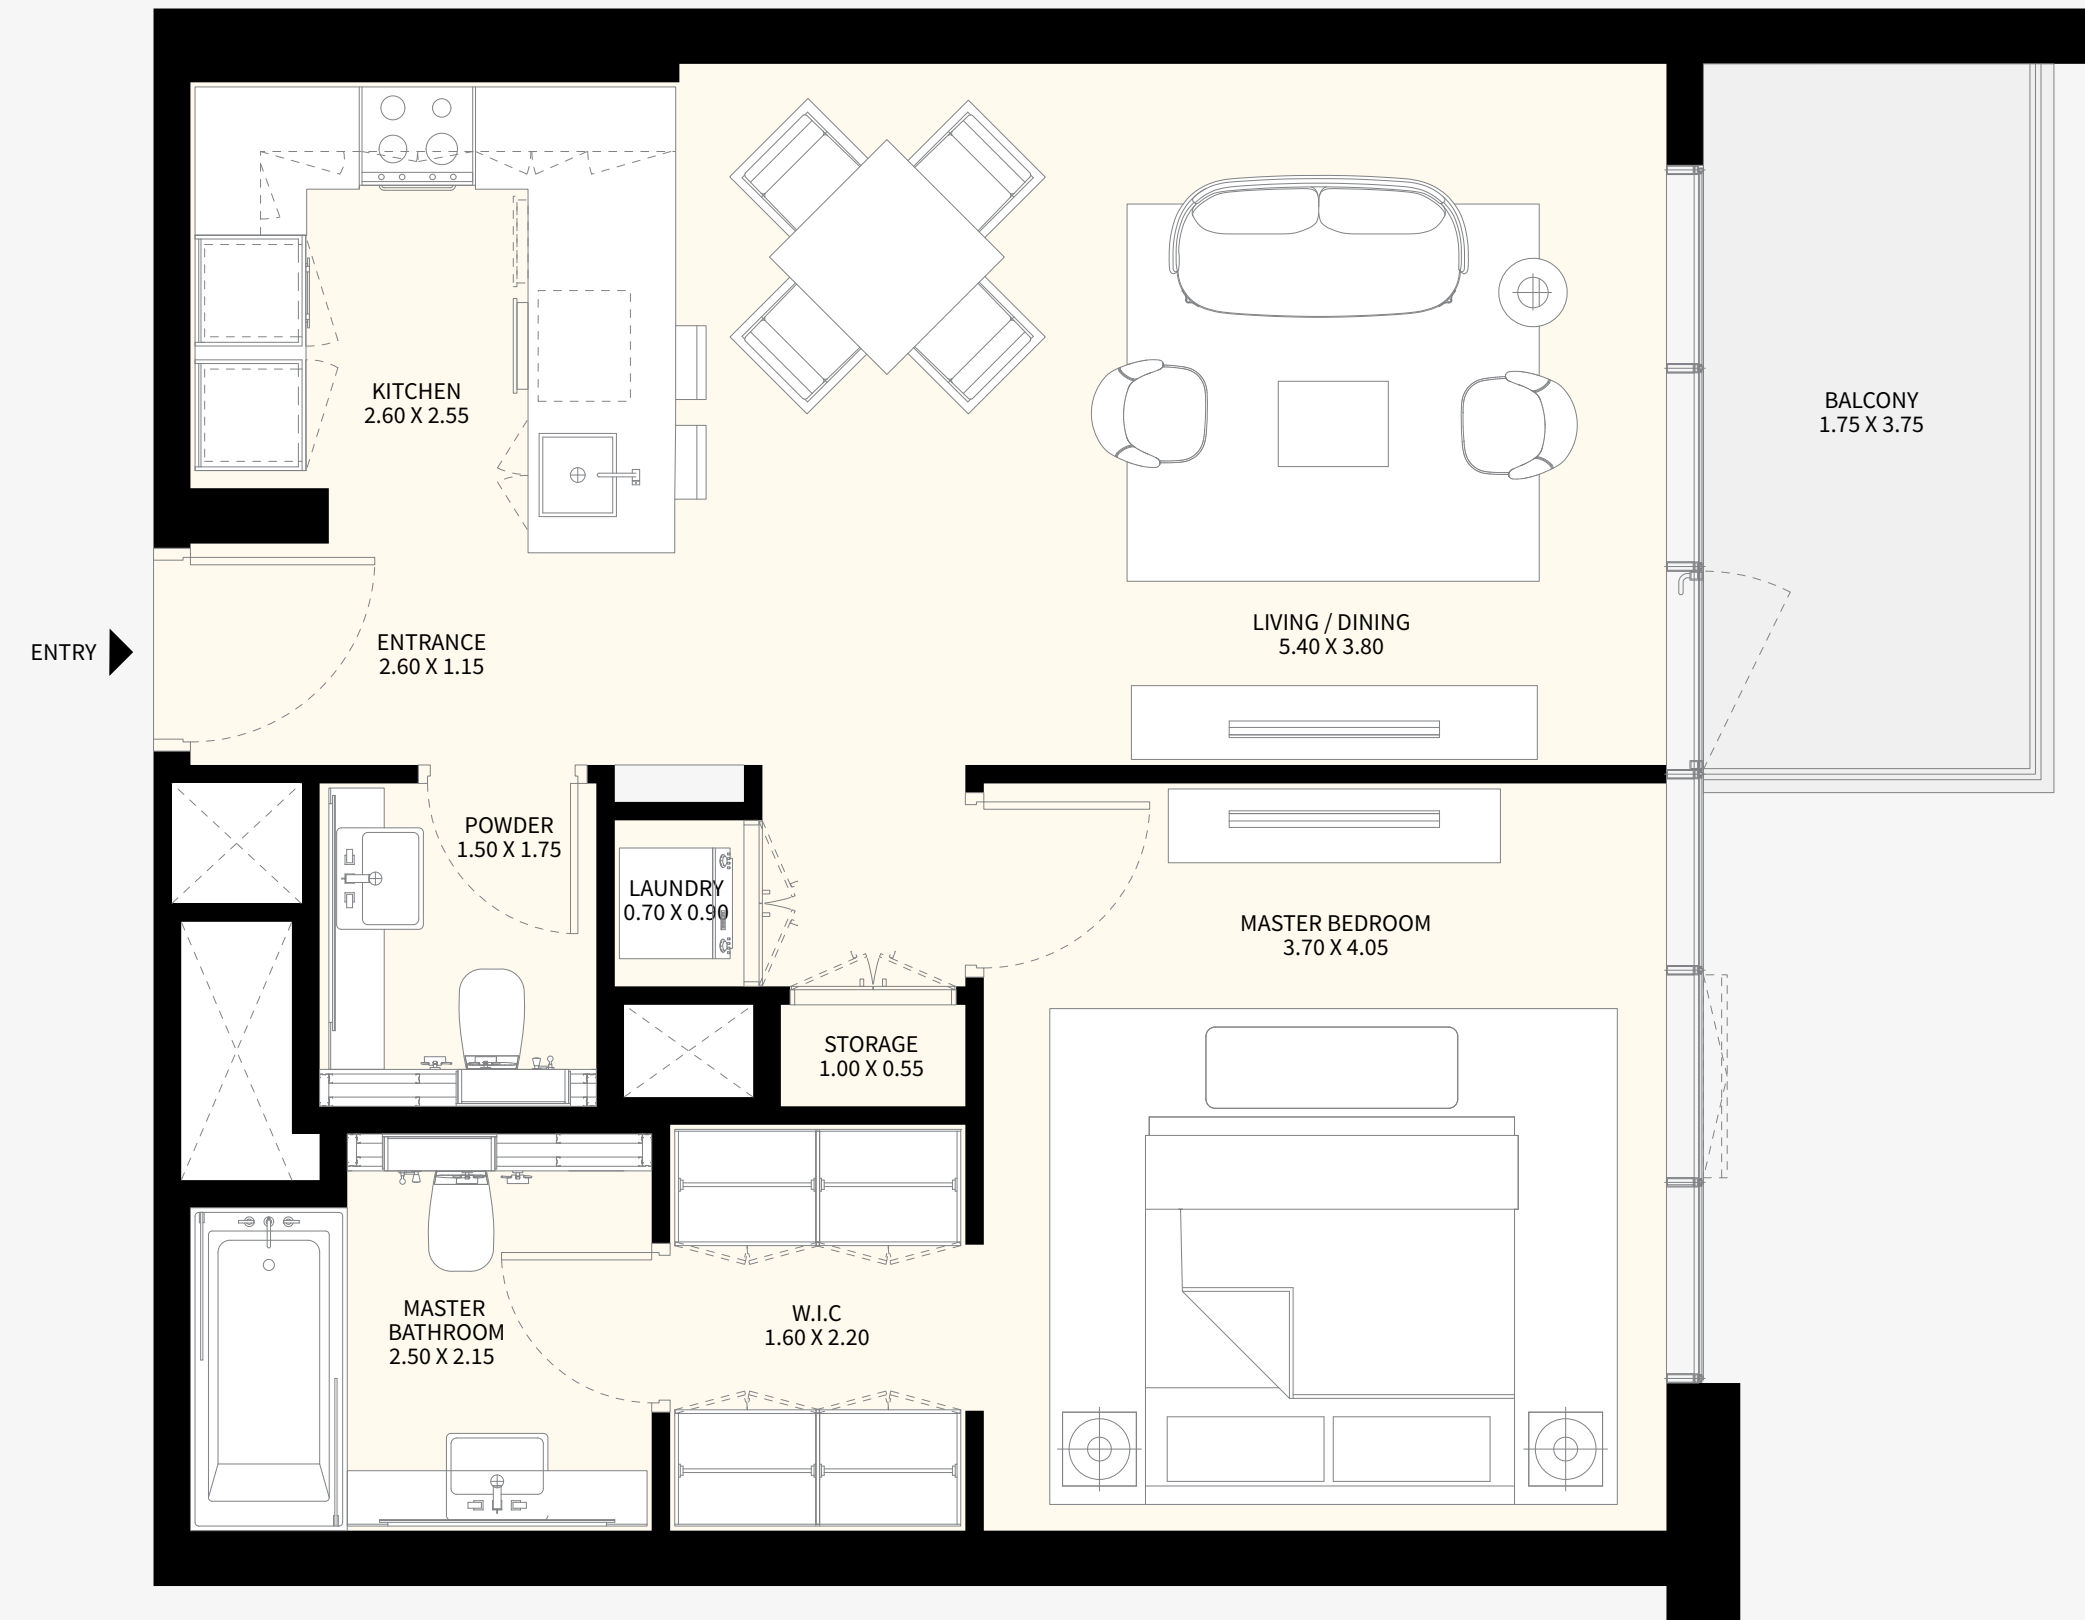 KITCHEN
2.60 X 2.55
BALCONY
1.75 X 3.75
LIVING / DINING
5.40 X 3.80
ENTRY
ENTRANCE
2.60 X 1.15
POWDER
1.50 X 1.75
LAUNDRY
0.70 X 0.90
MASTER BEDROOM
3.70 X 4.05
STORAGE
1.00 X 0.55
MASTER
BATHROOM
2.50 X 2.15
W.I.C
1.60 X 2.20